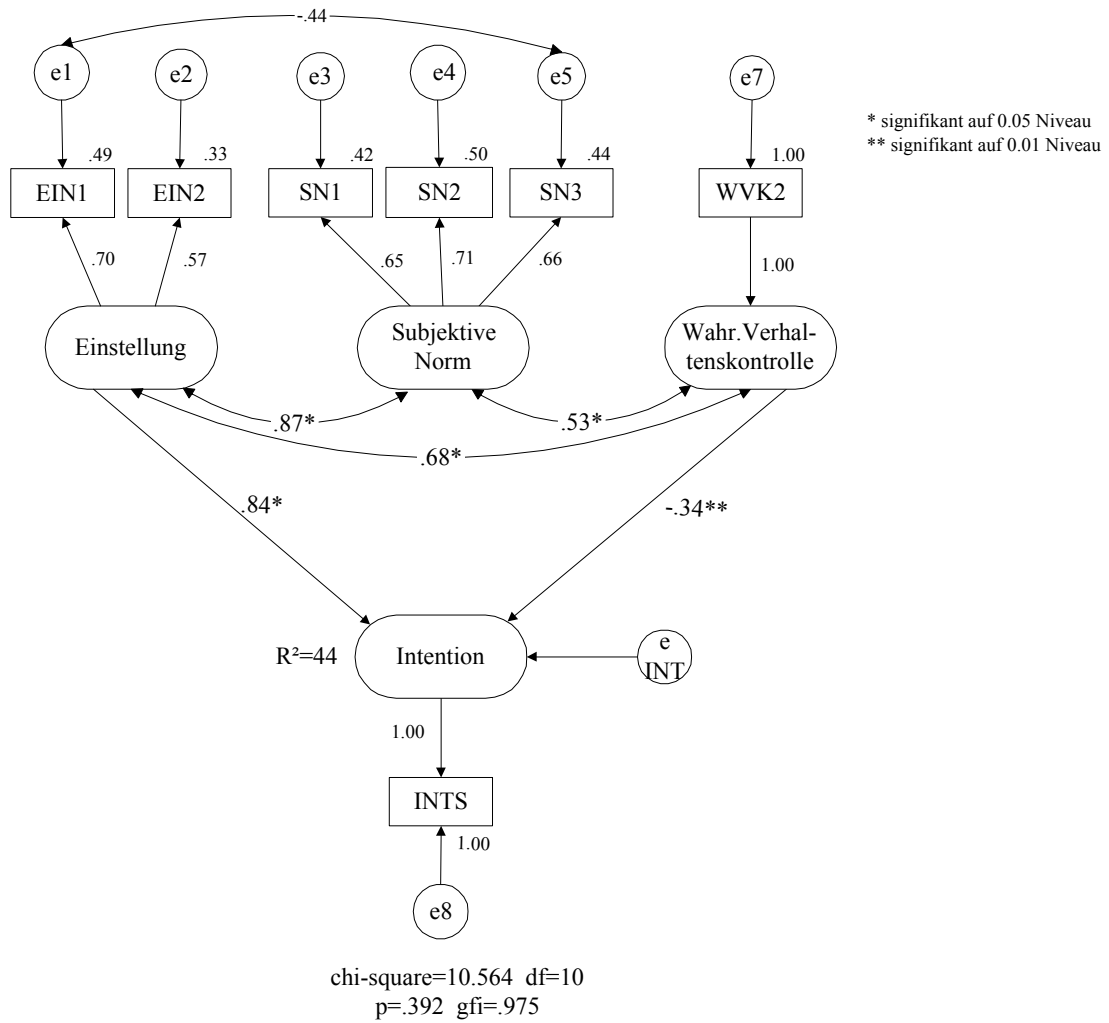 -.44
e1
e2
e3
e4
e5
e7
* signifikant auf 0.05 Niveau
** signifikant auf 0.01 Niveau
.49
.33
.42
.50
.44
1.00
EIN1
EIN2
SN1
SN2
SN3
WVK2
.70
.57
.65
.71
.66
1.00
Einstellung
Subjektive
Norm
Wahr.Verhal-
tenskontrolle
.87*
.53*
.68*
.84*
-.34**
R²=44
Intention
e
INT
1.00
INTS
1.00
e8
chi-square=10.564 df=10
p=.392 gfi=.975